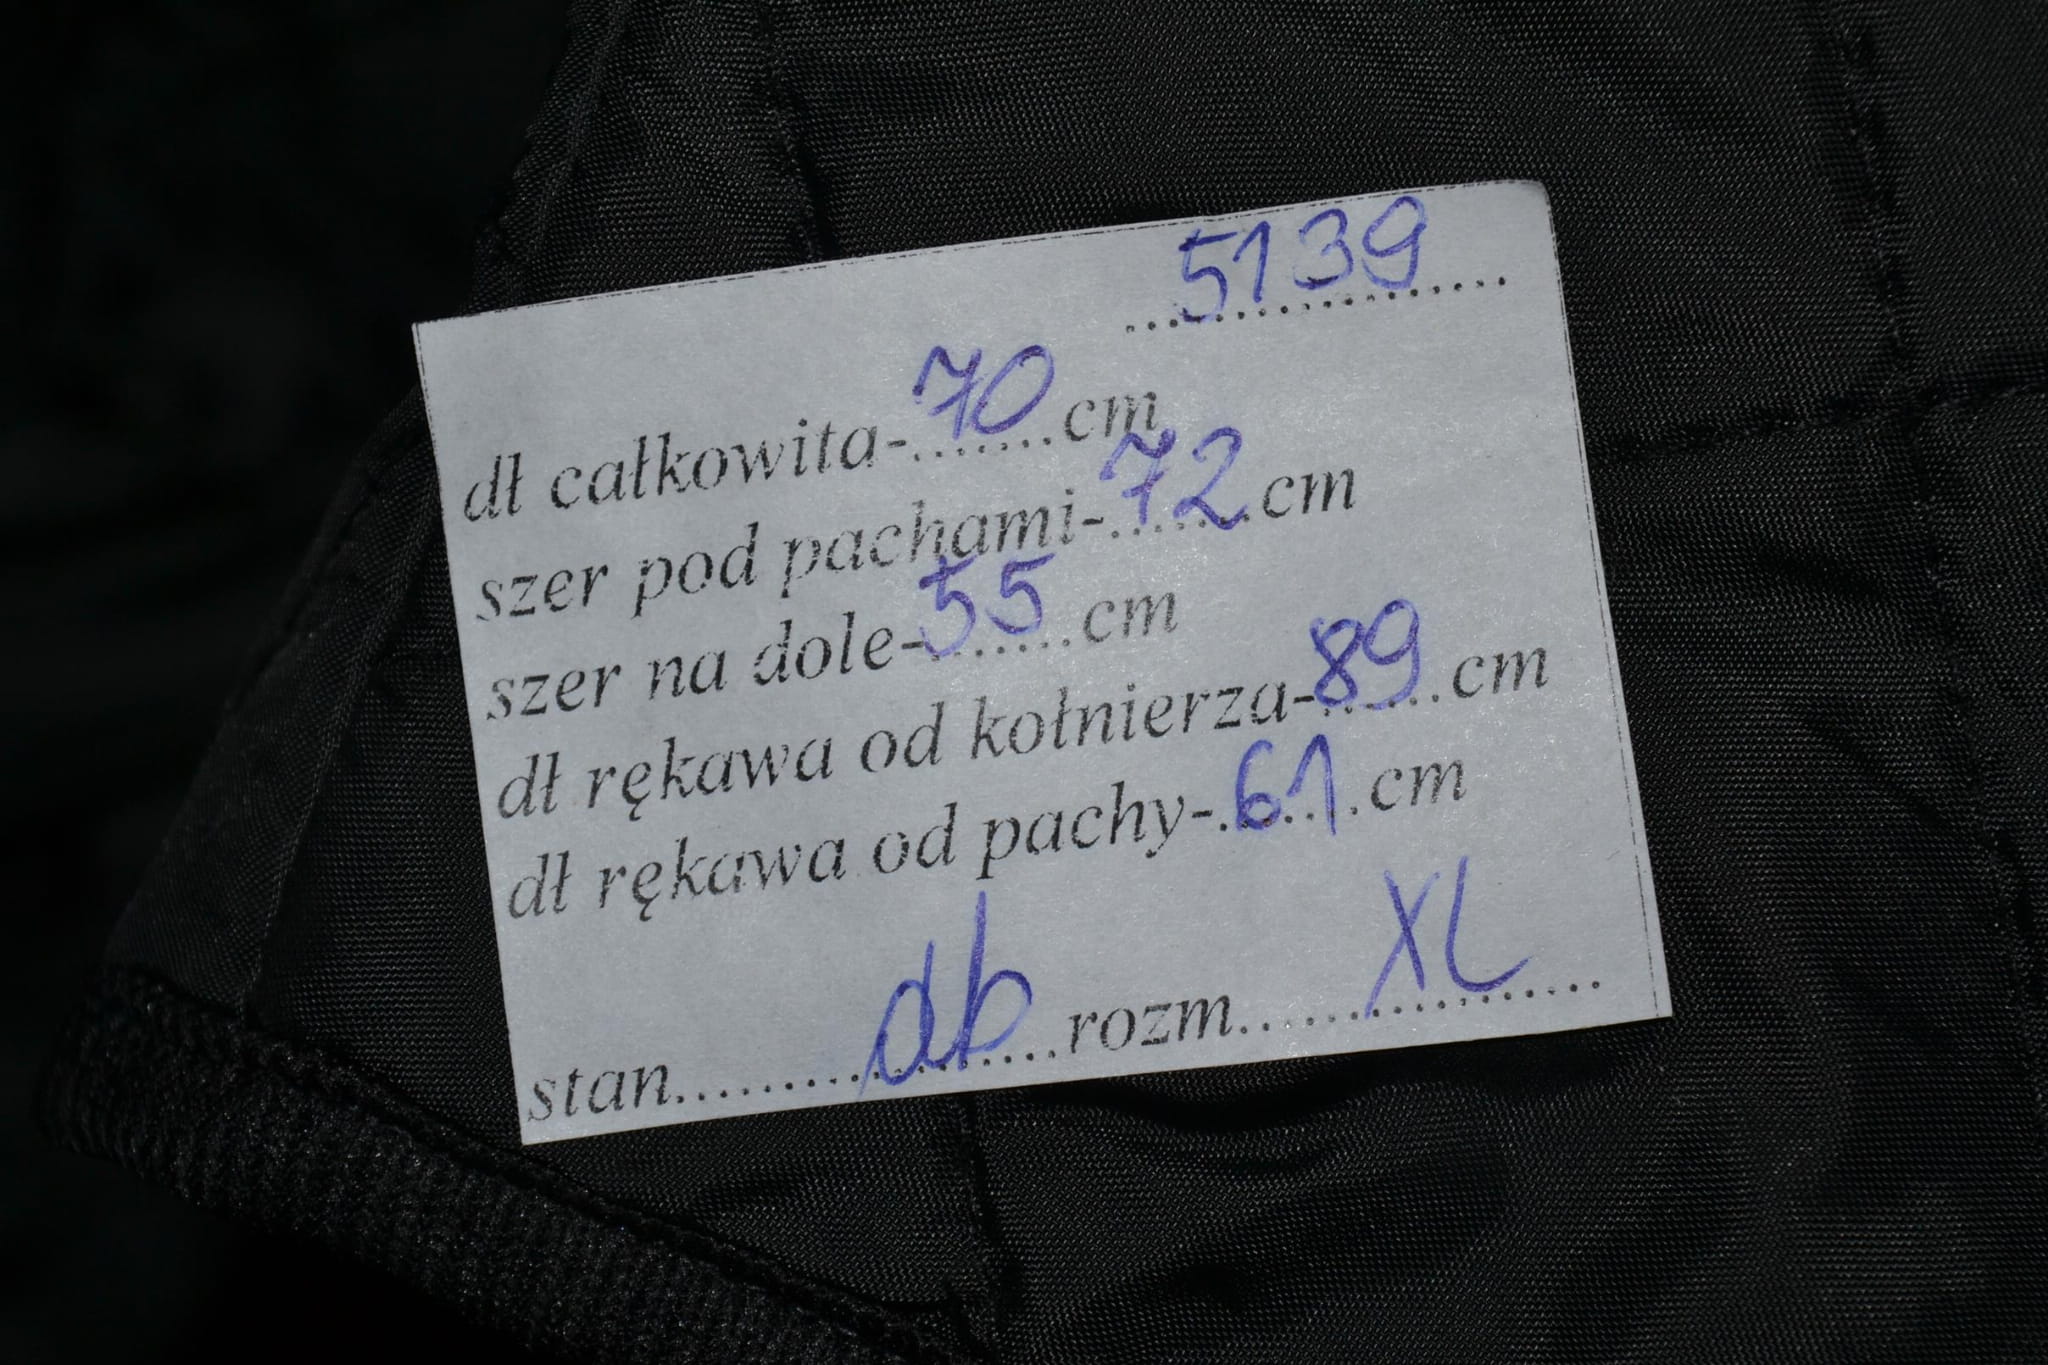 5139
dł całkowita-70cm
szer pod pachami-72cm
szer na dole-55cm
dł rękawa od kołnierza-89cm
dł rękawa od pachy-61cm
stan........db........rozm........XL........